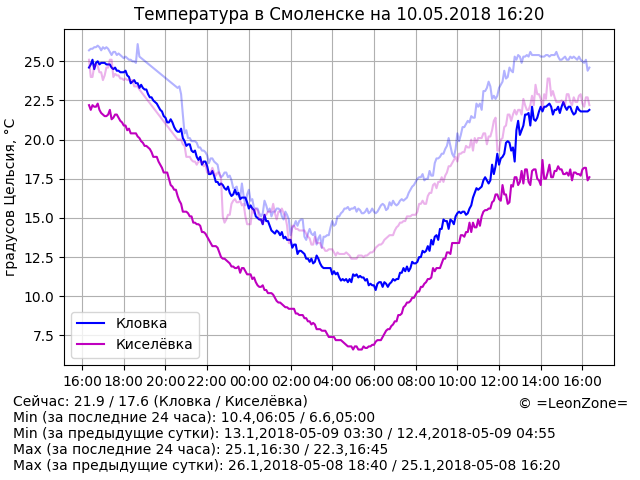 Температура в Смоленске на 10.05.2018 16:20
градусов Цельсия, °C
25.0
22.5
20.0
17.5
15.0
12.5
10.0
7.5
Кловка
Киселёвка
16:00 18:00 20:00 22:00 00:00 02:00 04:00 06:00 08:00 10:00 12:00 14:00 16:00
Сейчас: 21.9 / 17.6 (Кловка / Киселёвка)
© =LeonZone=
Min (за последние 24 часа): 10.4,06:05 / 6.6,05:00
Min (за предыдущие сутки): 13.1,2018-05-09 03:30 / 12.4,2018-05-09 04:55
Max (за последние 24 часа): 25.1,16:30 / 22.3,16:45
Max (за предыдущие сутки): 26.1,2018-05-08 18:40 / 25.1,2018-05-08 16:20